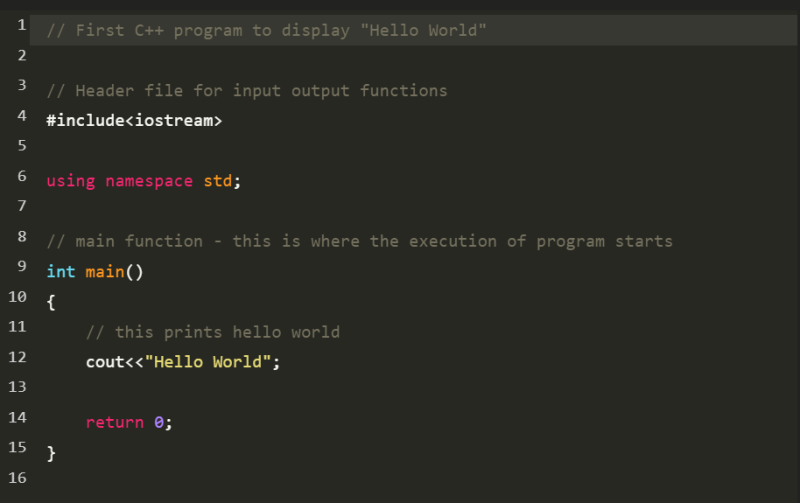 1 // First C++ program to display "Hello World"
2
3 // Header file for input output functions
4 #include<iostream>
5
6 using namespace std;
7
8 // main function - this is where the execution of program starts
9 int main()
10 {
11     // this prints hello world
12     cout<<"Hello World";
13
14     return 0;
15 }
16